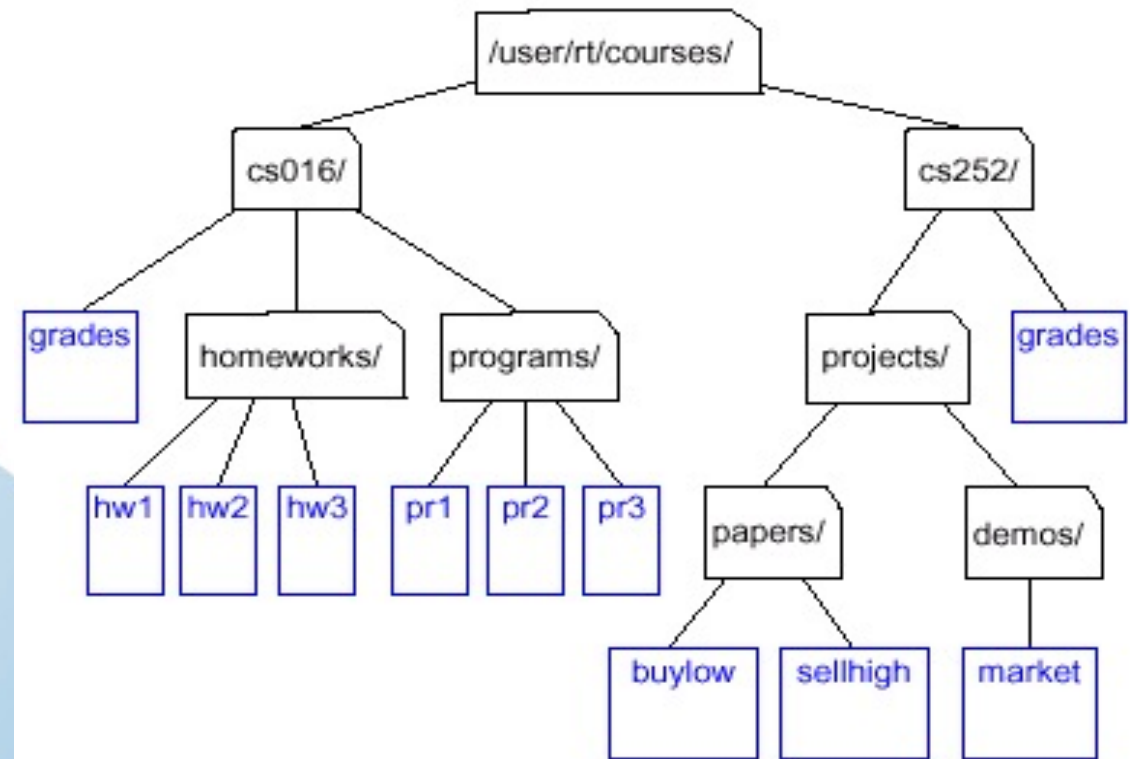 /user/rt/courses/
cs016/
cs252/
grades
homeworks/
programs/
projects/
grades
hw1
hw2
hw3
pr1
pr2
pr3
papers/
demos/
buylow
sellhigh
market